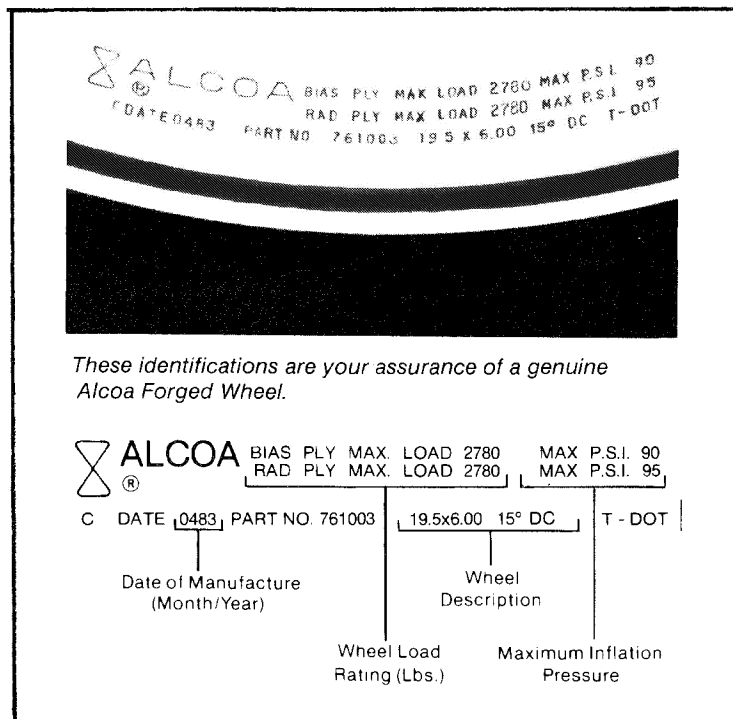 ALCOA BIAS PLY MAX LOAD 2780 MAX P.S.I. 90
® RAD PLY MAX LOAD 2780 MAX P.S.I. 95
CDATE0483 PART NO 761003 19.5 X 6.00 15° DC T-DOT
These identifications are your assurance of a genuine
Alcoa Forged Wheel.
ALCOA BIAS PLY MAX. LOAD 2780 MAX P.S.I. 90
® RAD PLY MAX. LOAD 2780 MAX P.S.I. 95
C DATE 0483 PART NO. 761003 19.5x6.00 15° DC T - DOT
Date of Manufacture
(Month/Year)
Wheel
Description
Wheel Load
Rating (Lbs.)
Maximum Inflation
Pressure